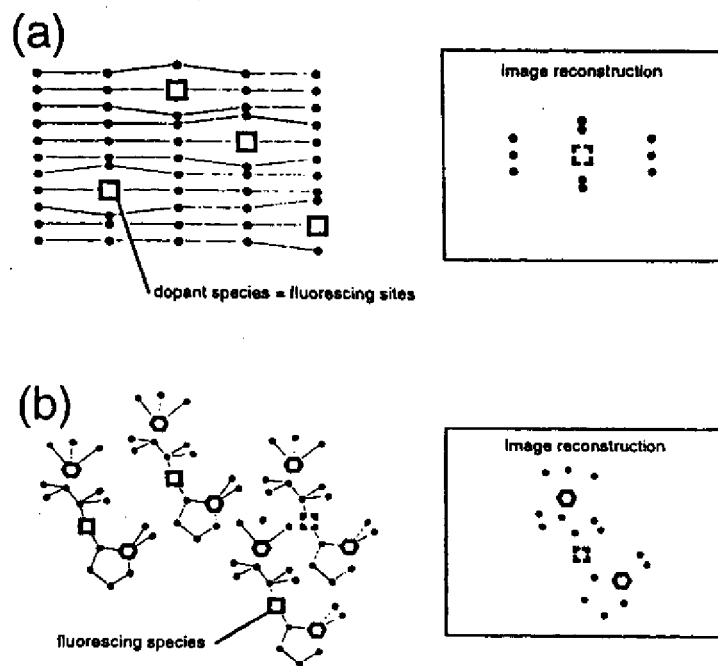 (a)
Image reconstruction
dopant species = fluorescing sites
(b)
Image reconstruction
fluorescing species